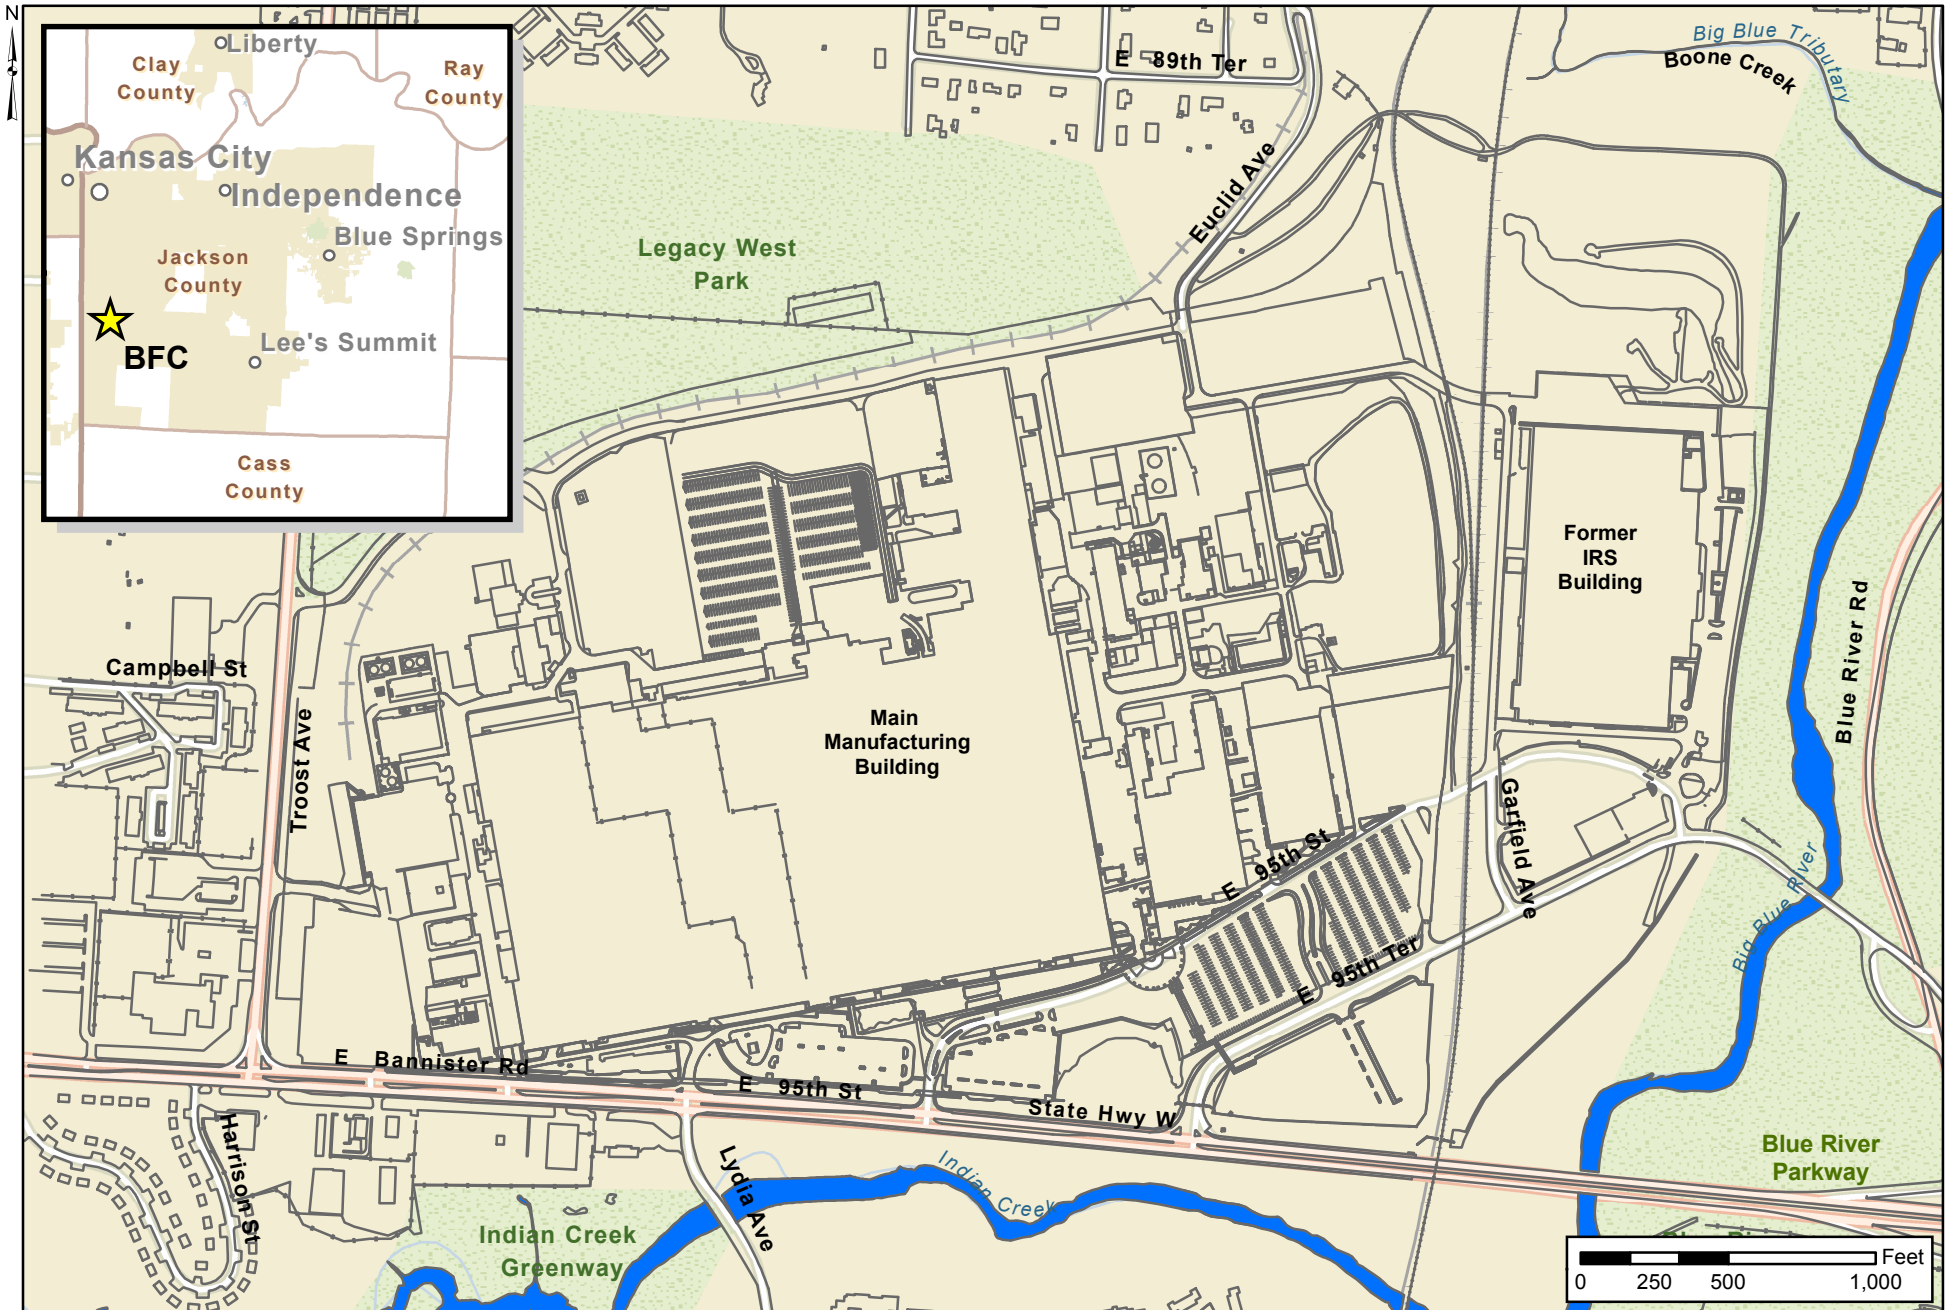 N
Liberty
Clay
County
Ray
County
Kansas City
Independence
Blue Springs
Jackson
County
BFC
Lee's Summit
Cass
County
E 89th Ter
Big Blue Tributary
Boone Creek
Euclid Ave
Legacy West
Park
Former
IRS
Building
Blue River Rd
Campbell St
Troost Ave
Main
Manufacturing
Building
Garfield Ave
E 95th St
Big Blue River
E 95th Ter
E Bannister Rd
E 95th St
State Hwy W
Harrison St
Lydia Ave
Indian Creek
Blue River
Parkway
Indian Creek
Greenway
Feet
0 250 500 1,000